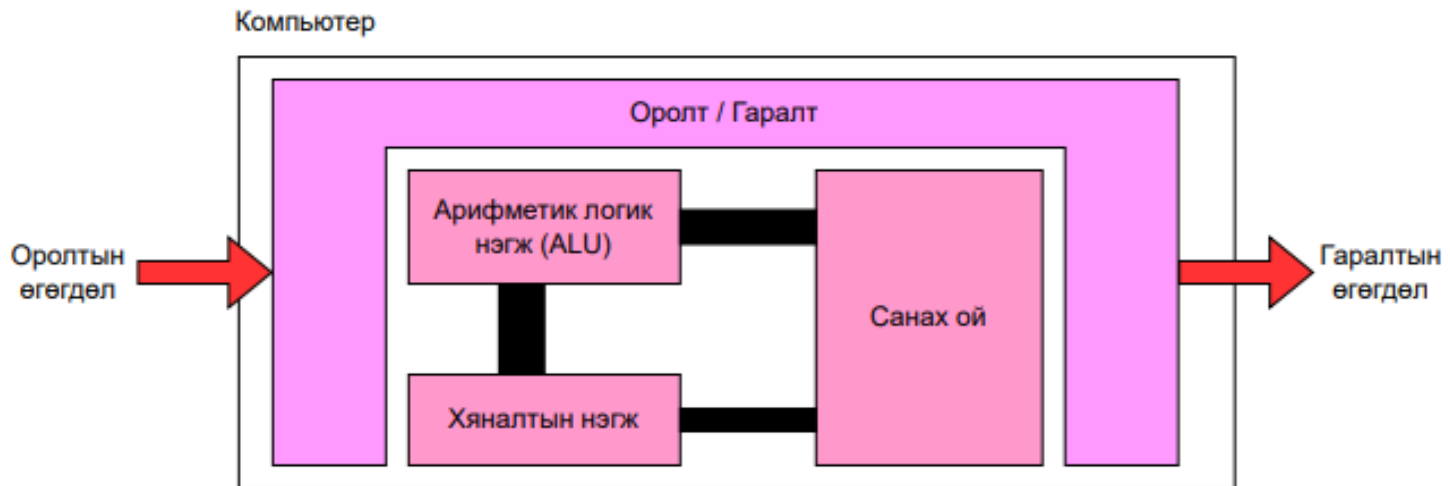 Компьютер
Оролт / Гаралт
Арифметик логик
нэгж (ALU)
Оролтын
өгөгдөл
Санах ой
Гаралтын
өгөгдөл
Хяналтын нэгж